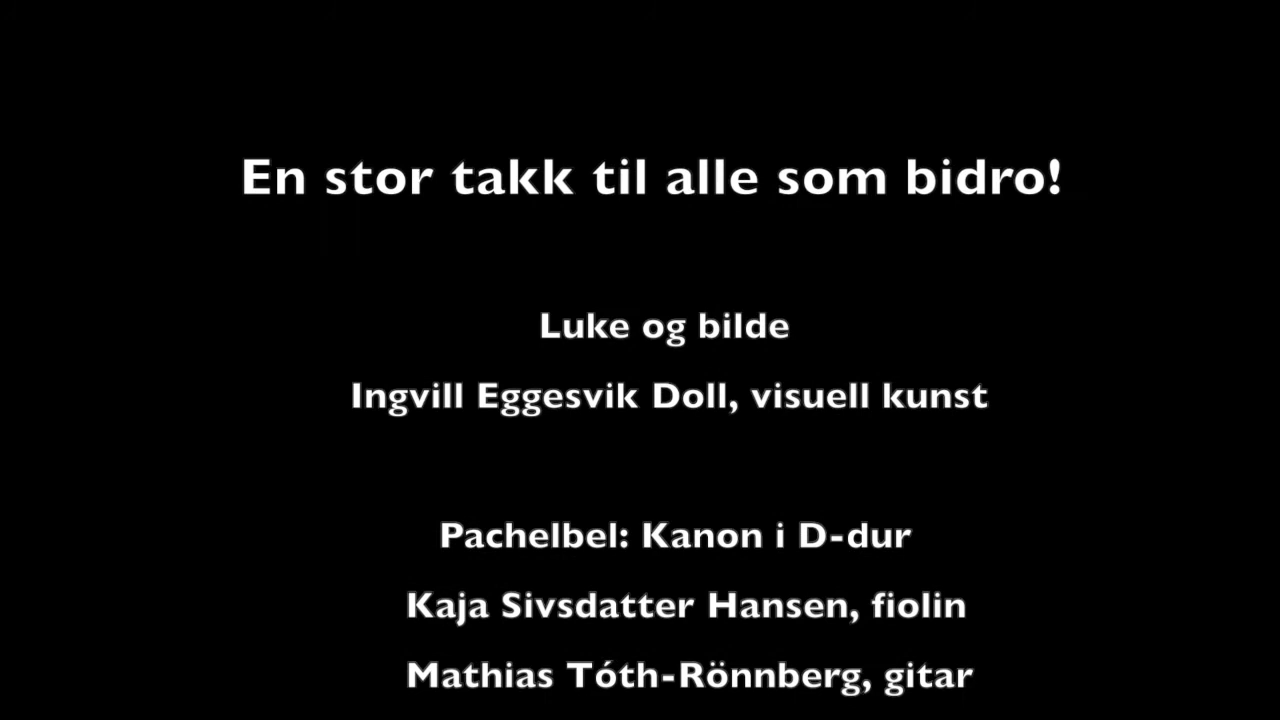 En stor takk til alle som bidro!
Luke og bilde
Ingvill Eggesvik Doll, visuell kunst
Pachelbel: Kanon i D-dur
Kaja Sivsdatter Hansen, fiolin
Mathias Tóth-Rönnberg, gitar